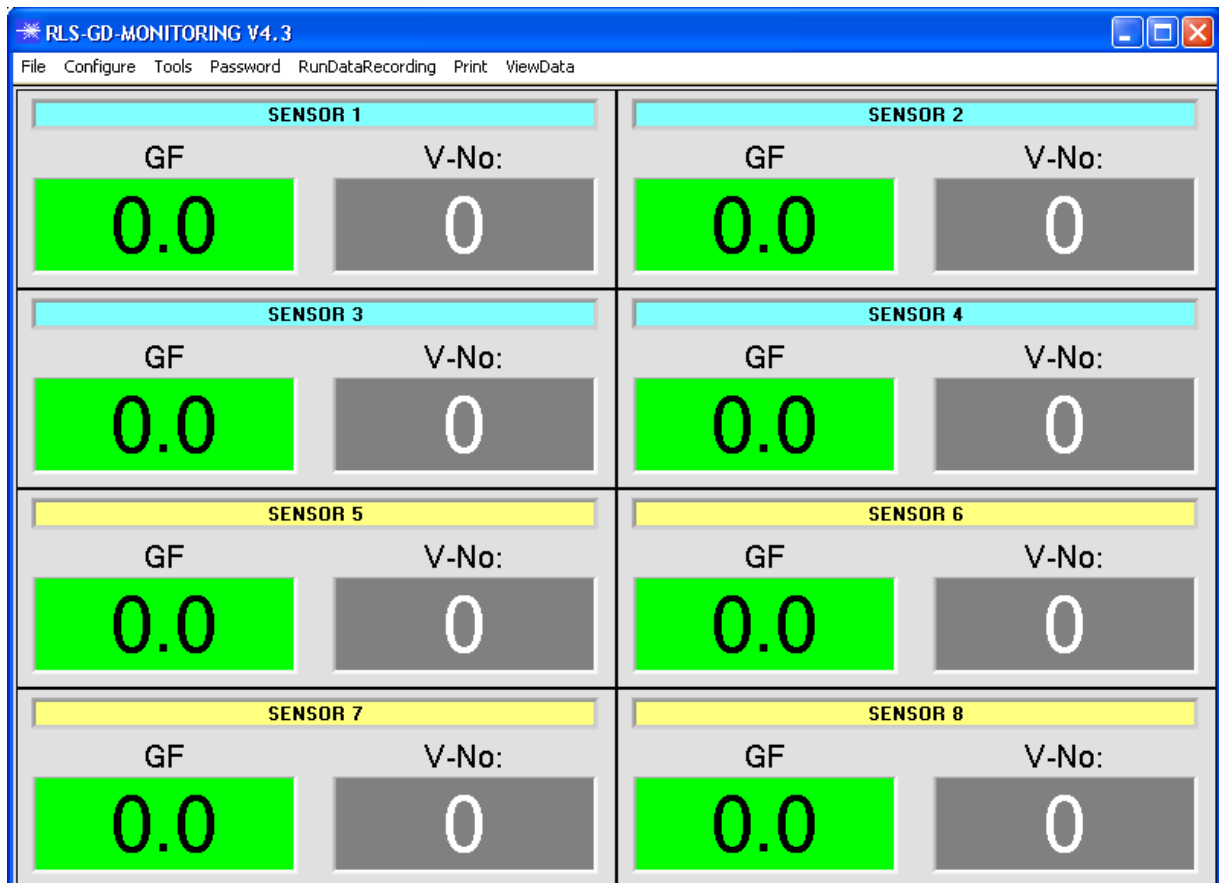 RLS-GD-MONITORING V4.3
File Configure Tools Password RunDataRecording Print ViewData
SENSOR 1
GF V-No:
0.0 0
SENSOR 2
GF V-No:
0.0 0
SENSOR 3
GF V-No:
0.0 0
SENSOR 4
GF V-No:
0.0 0
SENSOR 5
GF V-No:
0.0 0
SENSOR 6
GF V-No:
0.0 0
SENSOR 7
GF V-No:
0.0 0
SENSOR 8
GF V-No:
0.0 0